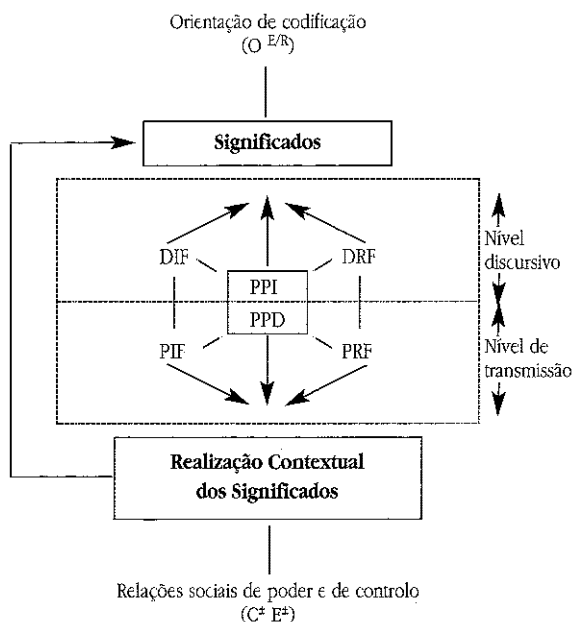 Orientação de codificação
(O E/R)
Significados
DIF
DRF
PPI
PPD
PIF
PRF
Nível
discursivo
Nível de
transmissão
Realização Contextual
dos Significados
Relações sociais de poder e de controlo
(C± E±)